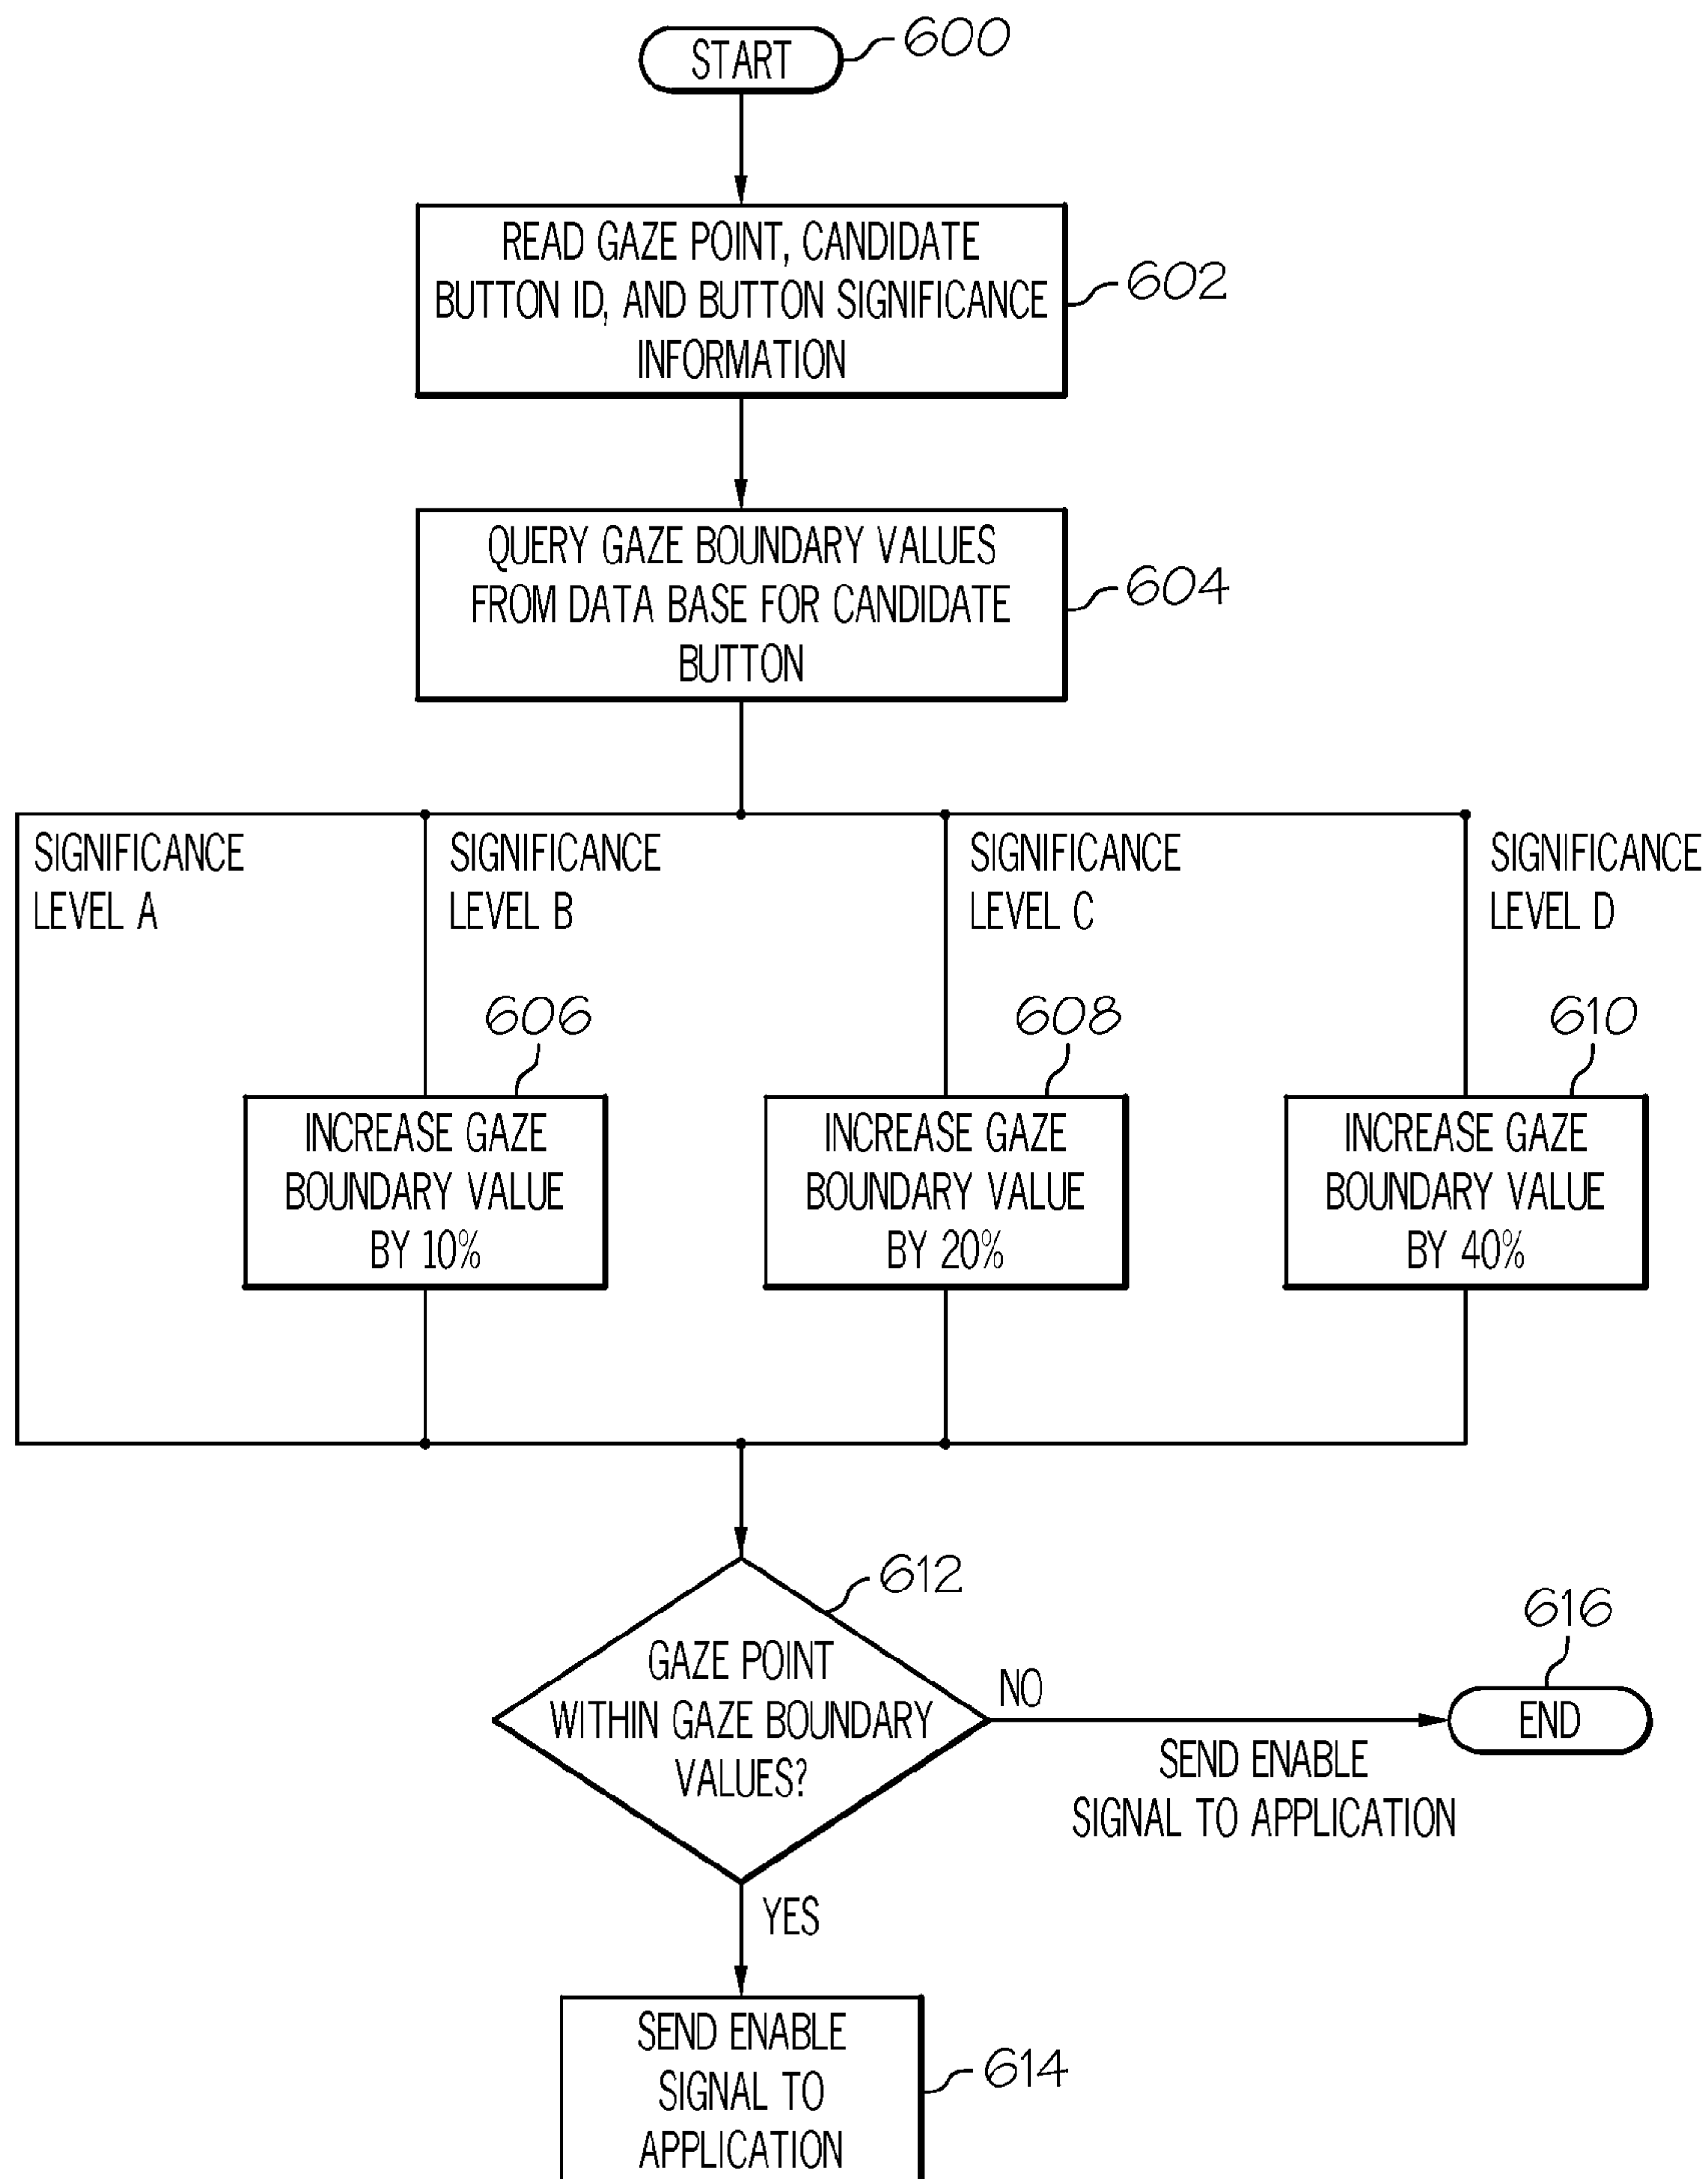 START
600
READ GAZE POINT, CANDIDATE
BUTTON ID, AND BUTTON SIGNIFICANCE
INFORMATION
602
QUERY GAZE BOUNDARY VALUES
FROM DATA BASE FOR CANDIDATE
BUTTON
604
SIGNIFICANCE
LEVEL A
SIGNIFICANCE
LEVEL B
SIGNIFICANCE
LEVEL C
SIGNIFICANCE
LEVEL D
606
INCREASE GAZE
BOUNDARY VALUE
BY 10%
608
INCREASE GAZE
BOUNDARY VALUE
BY 20%
610
INCREASE GAZE
BOUNDARY VALUE
BY 40%
612
GAZE POINT
WITHIN GAZE BOUNDARY
VALUES?
NO
SEND ENABLE
SIGNAL TO APPLICATION
616
END
YES
SEND ENABLE
SIGNAL TO
APPLICATION
614